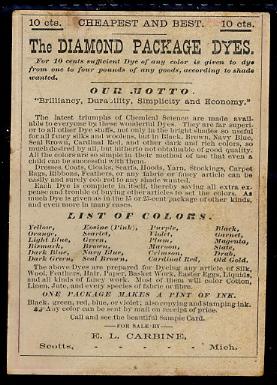 10 cts. CHEAPEST AND BEST. 10 cts.
The DIAMOND PACKAGE DYES.
For 10 cents sufficient Dye of any color is given to dye
from one to four pounds of any goods, according to shade
wanted.
OUR MOTTO.
"Brilliancy, Durability, Simplicity and Economy."
The latest triumphs of Chemical Science are made avail-
able to everyone by these wonderful Dyes. They are far superi-
or to all other Dye stuffs, not only in the bright shades so useful
for all fancy silks and woolens, but in Black, Brown, Navy Blue,
Seal Brown, Cardinal Red, and other dark and rich colors, so
much desired by all, but hitherto not obtainable of good quality.
All the colors are so simple in their method of use that even a
child can be successful with them.
Dresses, Coats, Scarfs, Hoods, Yarn, Stockings, Carpet
Rags, Ribbons, Feathers, or any fabric or fancy article can be
easily and surely colored to any shade wanted.
Each Dye is complete in itself, thereby saving all extra ex-
pense and trouble of buying other articles to set the colors. As
much Dye is given as in the 15 or 25-cent package of other kinds,
and even more in many cases.
LIST OF COLORS.
Yellow, Eosine (Pink), Purple, Black,
Orange, Scarlet, Violet, Garnet,
Light Blue, Green, Plum, Magenta,
Bismarck, Brown, Maroon, Slate,
Dark Blue, Navy Blue, Crimson, Drab,
Dark Green, Seal Brown, Cardinal Red, Old Gold.
The above Dyes are prepared for Dyeing any article, of Silk,
Wool, Feathers, Hair, Paper, Basket Work, Easter Eggs, Liquids,
and all kinds of Fancy work. Most of them will color Cotton,
Linen, Jute, and every species of fabric or fibre.
ONE PACKAGE MAKES A PINT OF INK.
Black, green, red, blue, or violet; also copying and stamping ink.
Any color can be sent by mail on receipt of price.
Call and see the beautiful Sample Card.
FOR SALE BY
E. L. CARBINE,
Scotts, - - - - Mich.